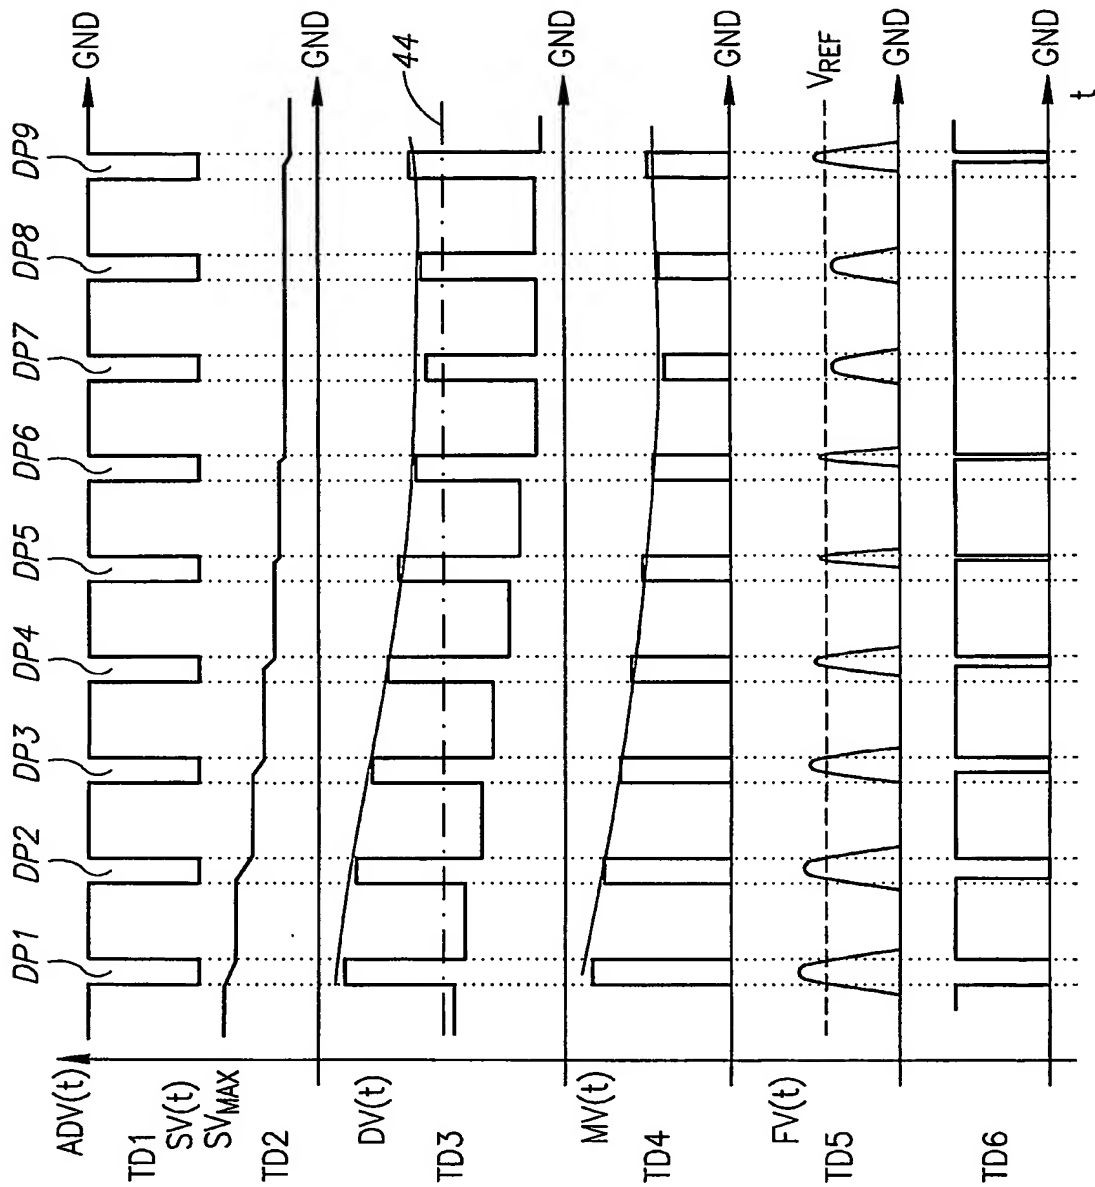 DP1 DP2 DP3 DP4 DP5 DP6 DP7 DP8 DP9
ADV(t)
GND
TD1
SV(t)
SVMAX
TD2
GND
44
DV(t)
TD3
GND
MV(t)
TD4
GND
FV(t)
VREF
TD5
GND
TD6
GND
t